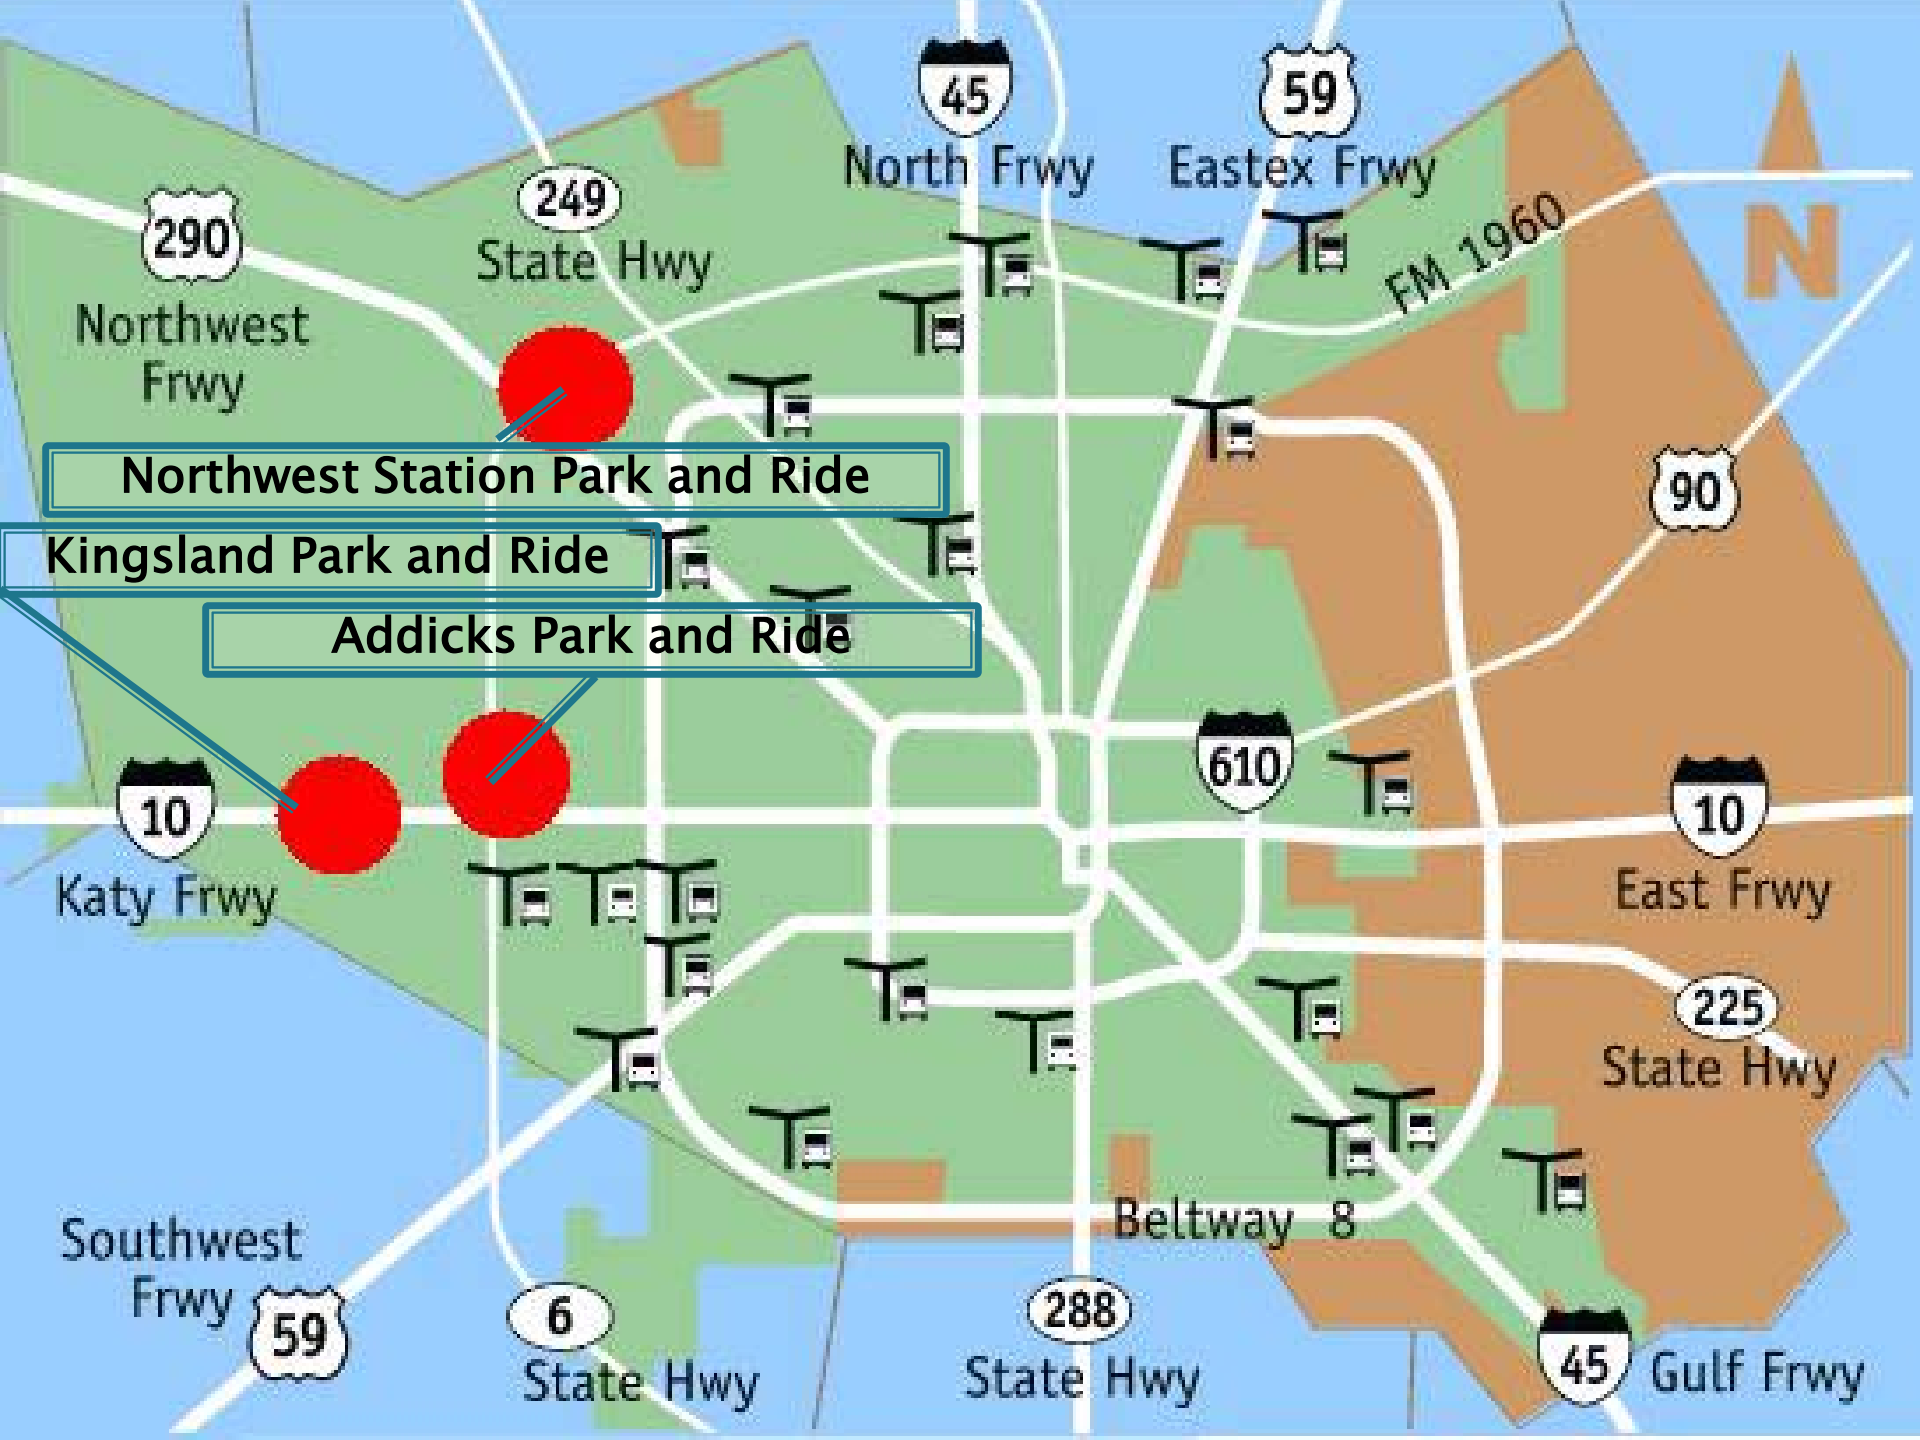 45
59
North Frwy
Eastex Frwy
249
State Hwy
290
Northwest
Frwy
FM 1960
N
Northwest Station Park and Ride
90
Kingsland Park and Ride
Addicks Park and Ride
610
10
Katy Frwy
10
East Frwy
225
State Hwy
Beltway 8
Southwest
Frwy
59
6
State Hwy
288
State Hwy
45
Gulf Frwy